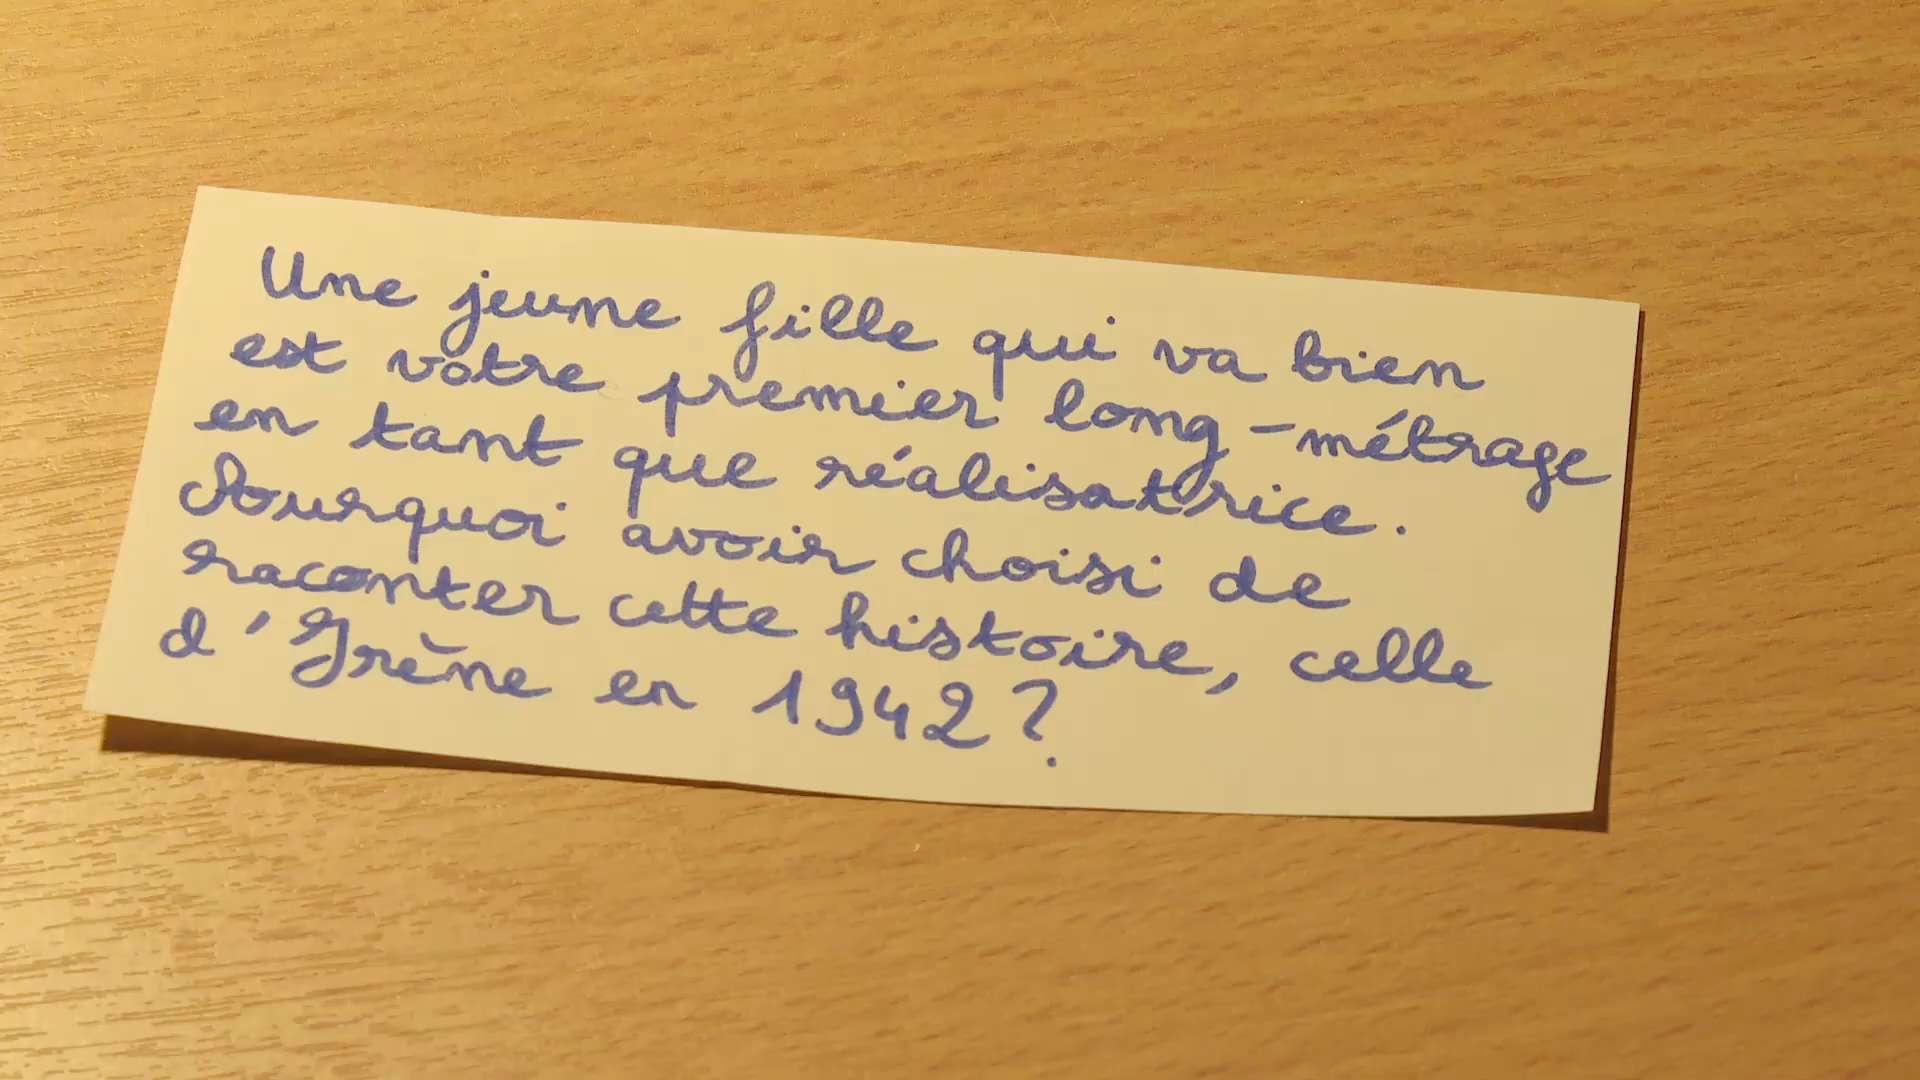 Une jeune fille qui va bien
est votre premier long-métrage
en tant que réalisatrice.
Pourquoi avoir choisi de
raconter cette histoire, celle
d'Irène en 1942?